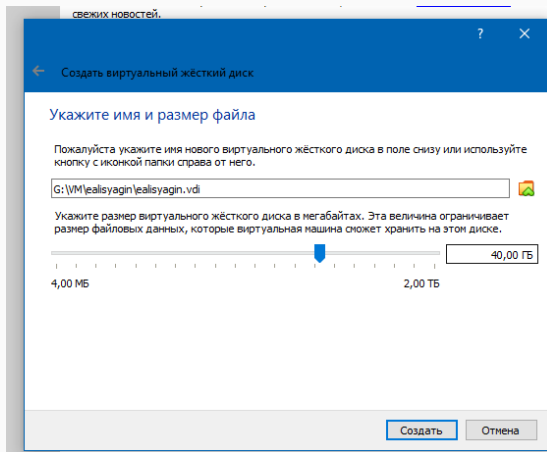 свежих новостей.
?
Создать виртуальный жёсткий диск
Укажите имя и размер файла
Пожалуйста укажите имя нового виртуального жёсткого диска в поле снизу или используйте
кнопку с иконкой папки справа от него.
G:\VM\ealisyagin\ealisyagin.vdi
Укажите размер виртуального жёсткого диска в мегабайтах. Эта величина ограничивает
размер файловых данных, которые виртуальная машина сможет хранить на этом диске.
40,00 ГБ
4,00 МБ 2,00 ТБ
Создать Отмена